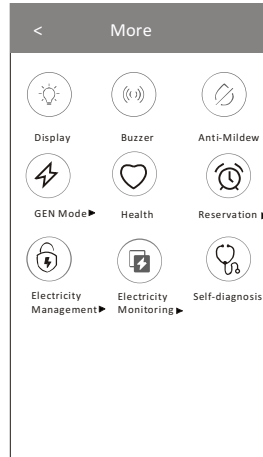 < More
Display Buzzer Anti-Mildew
GEN Mode▶ Health Reservation
Electricity Electricity Self-diagnosis
Management▶ Monitoring▶